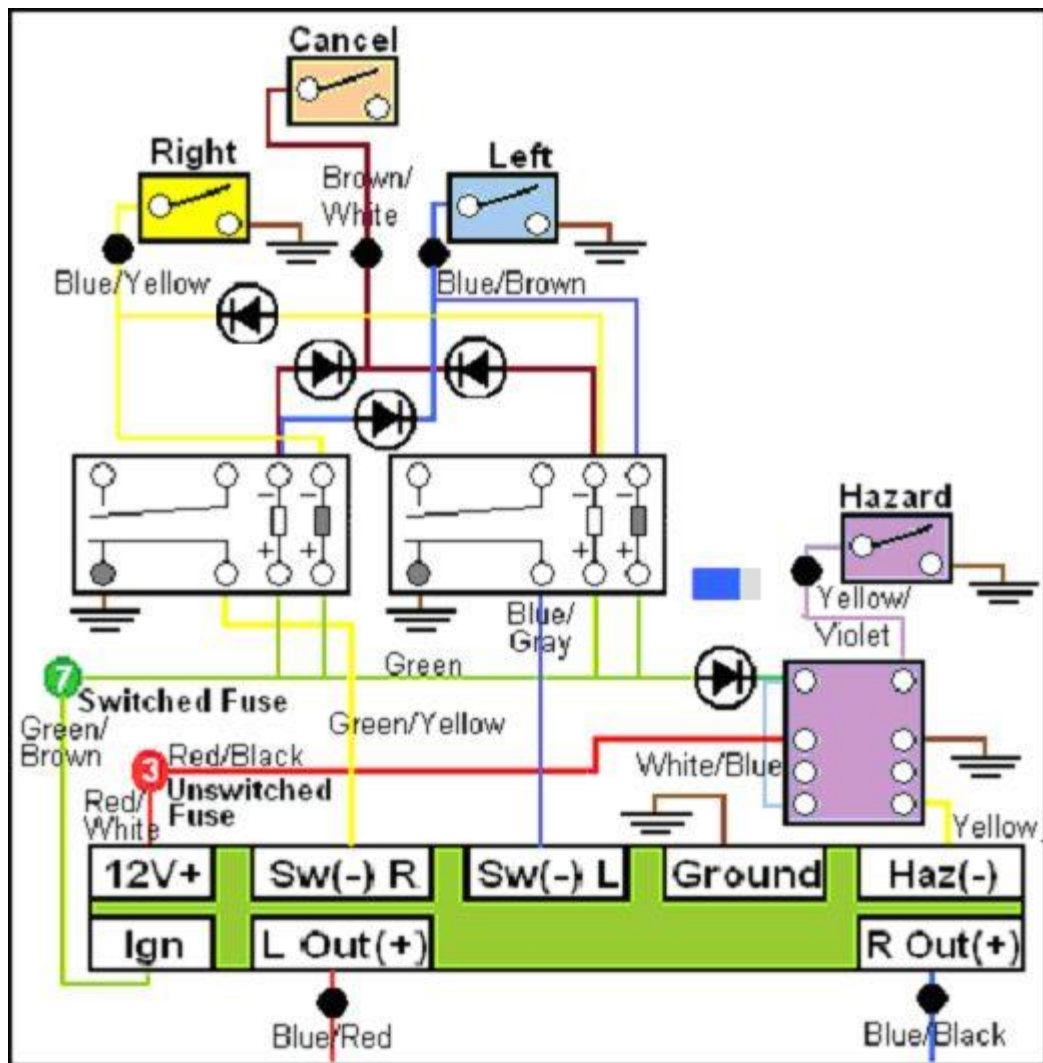 Cancel
Right
Left
Brown/
White
Blue/Yellow
Blue/Brown
− −
+ +
− −
+ +
Hazard
Yellow/
Violet
Blue/
Gray
Green
7
Switched Fuse
Green/
Brown
Green/Yellow
3
Red/Black
Unswitched
Fuse
White/Blue
Red/
White
Yellow
12V+
Sw(-) R
Sw(-) L
Ground
Haz(-)
Ign
L Out(+)
R Out(+)
Blue/Red
Blue/Black